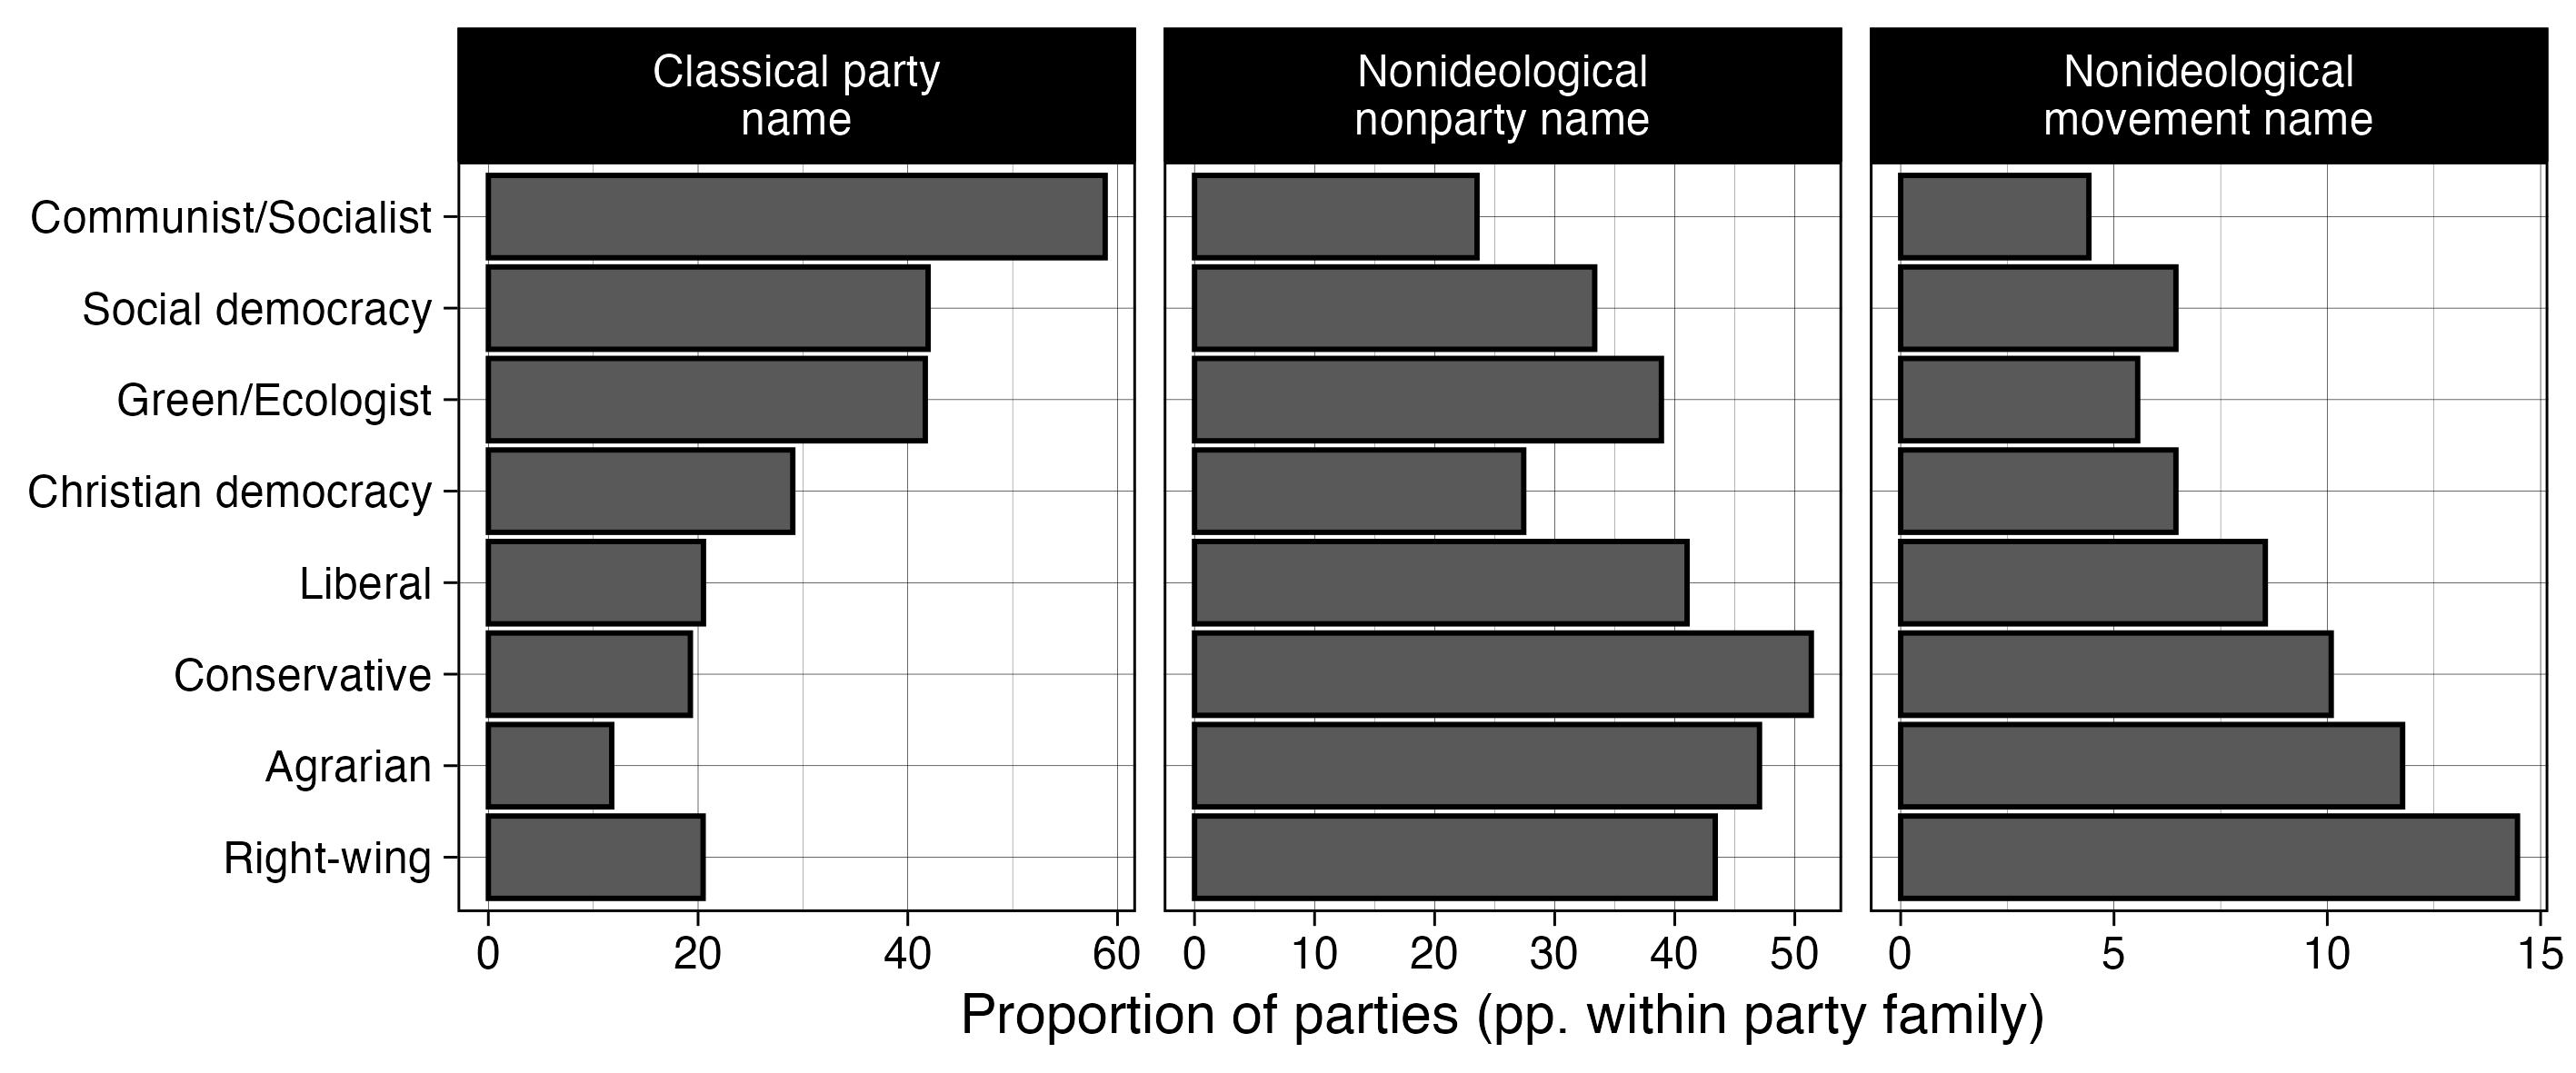 Classical party
name
Nonideological
nonparty name
Nonideological
movement name
Communist/Socialist
Social democracy
Green/Ecologist
Christian democracy
Liberal
Conservative
Agrarian
Right-wing
0 20 40 60
0 10 20 30 40 50
0 5 10 15
Proportion of parties (pp. within party family)